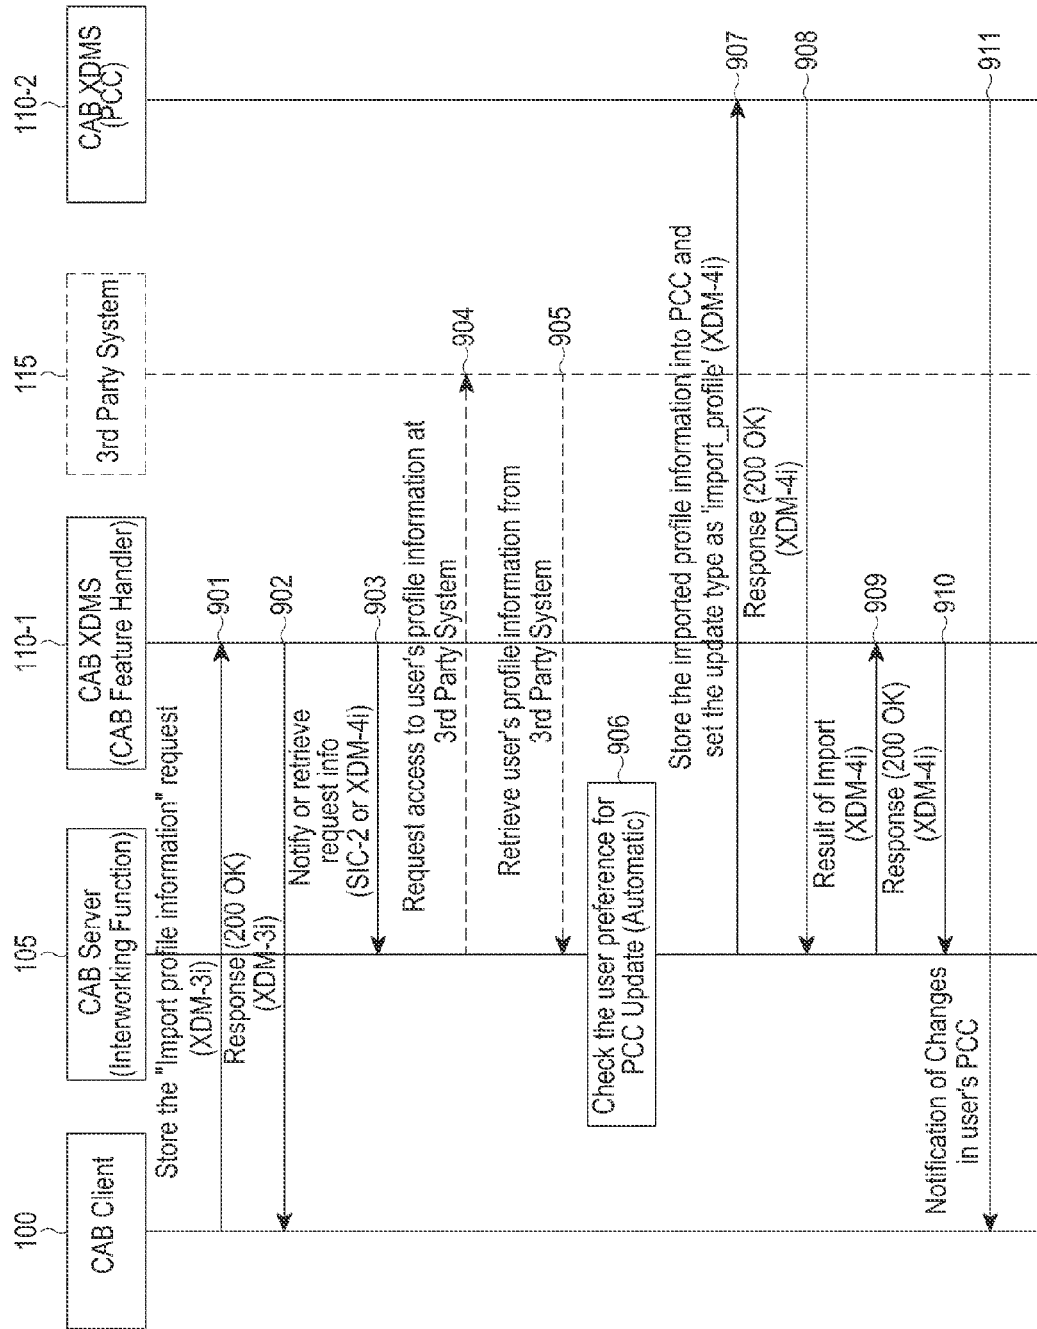 100
105
110-1
115
110-2
CAB Client
CAB Server
(Interworking Function)
CAB XDMS
(CAB Feature Handler)
3rd Party System
CAB XDMS
(PCC)
Store the "Import profile information" request
(XDM-3i)
901
Response (200 OK)
(XDM-3i)
902
Notify or retrieve
request info
(SIC-2 or XDM-4i)
903
Request access to user's profile information at
3rd Party System
904
Retrieve user's profile information from
3rd Party System
905
Check the user preference for
PCC Update (Automatic)
906
Store the imported profile information into PCC and
set the update type as 'import_profile' (XDM-4i)
907
Response (200 OK)
(XDM-4i)
908
Result of Import
(XDM-4i)
909
Response (200 OK)
(XDM-4i)
910
Notification of Changes
in user's PCC
911